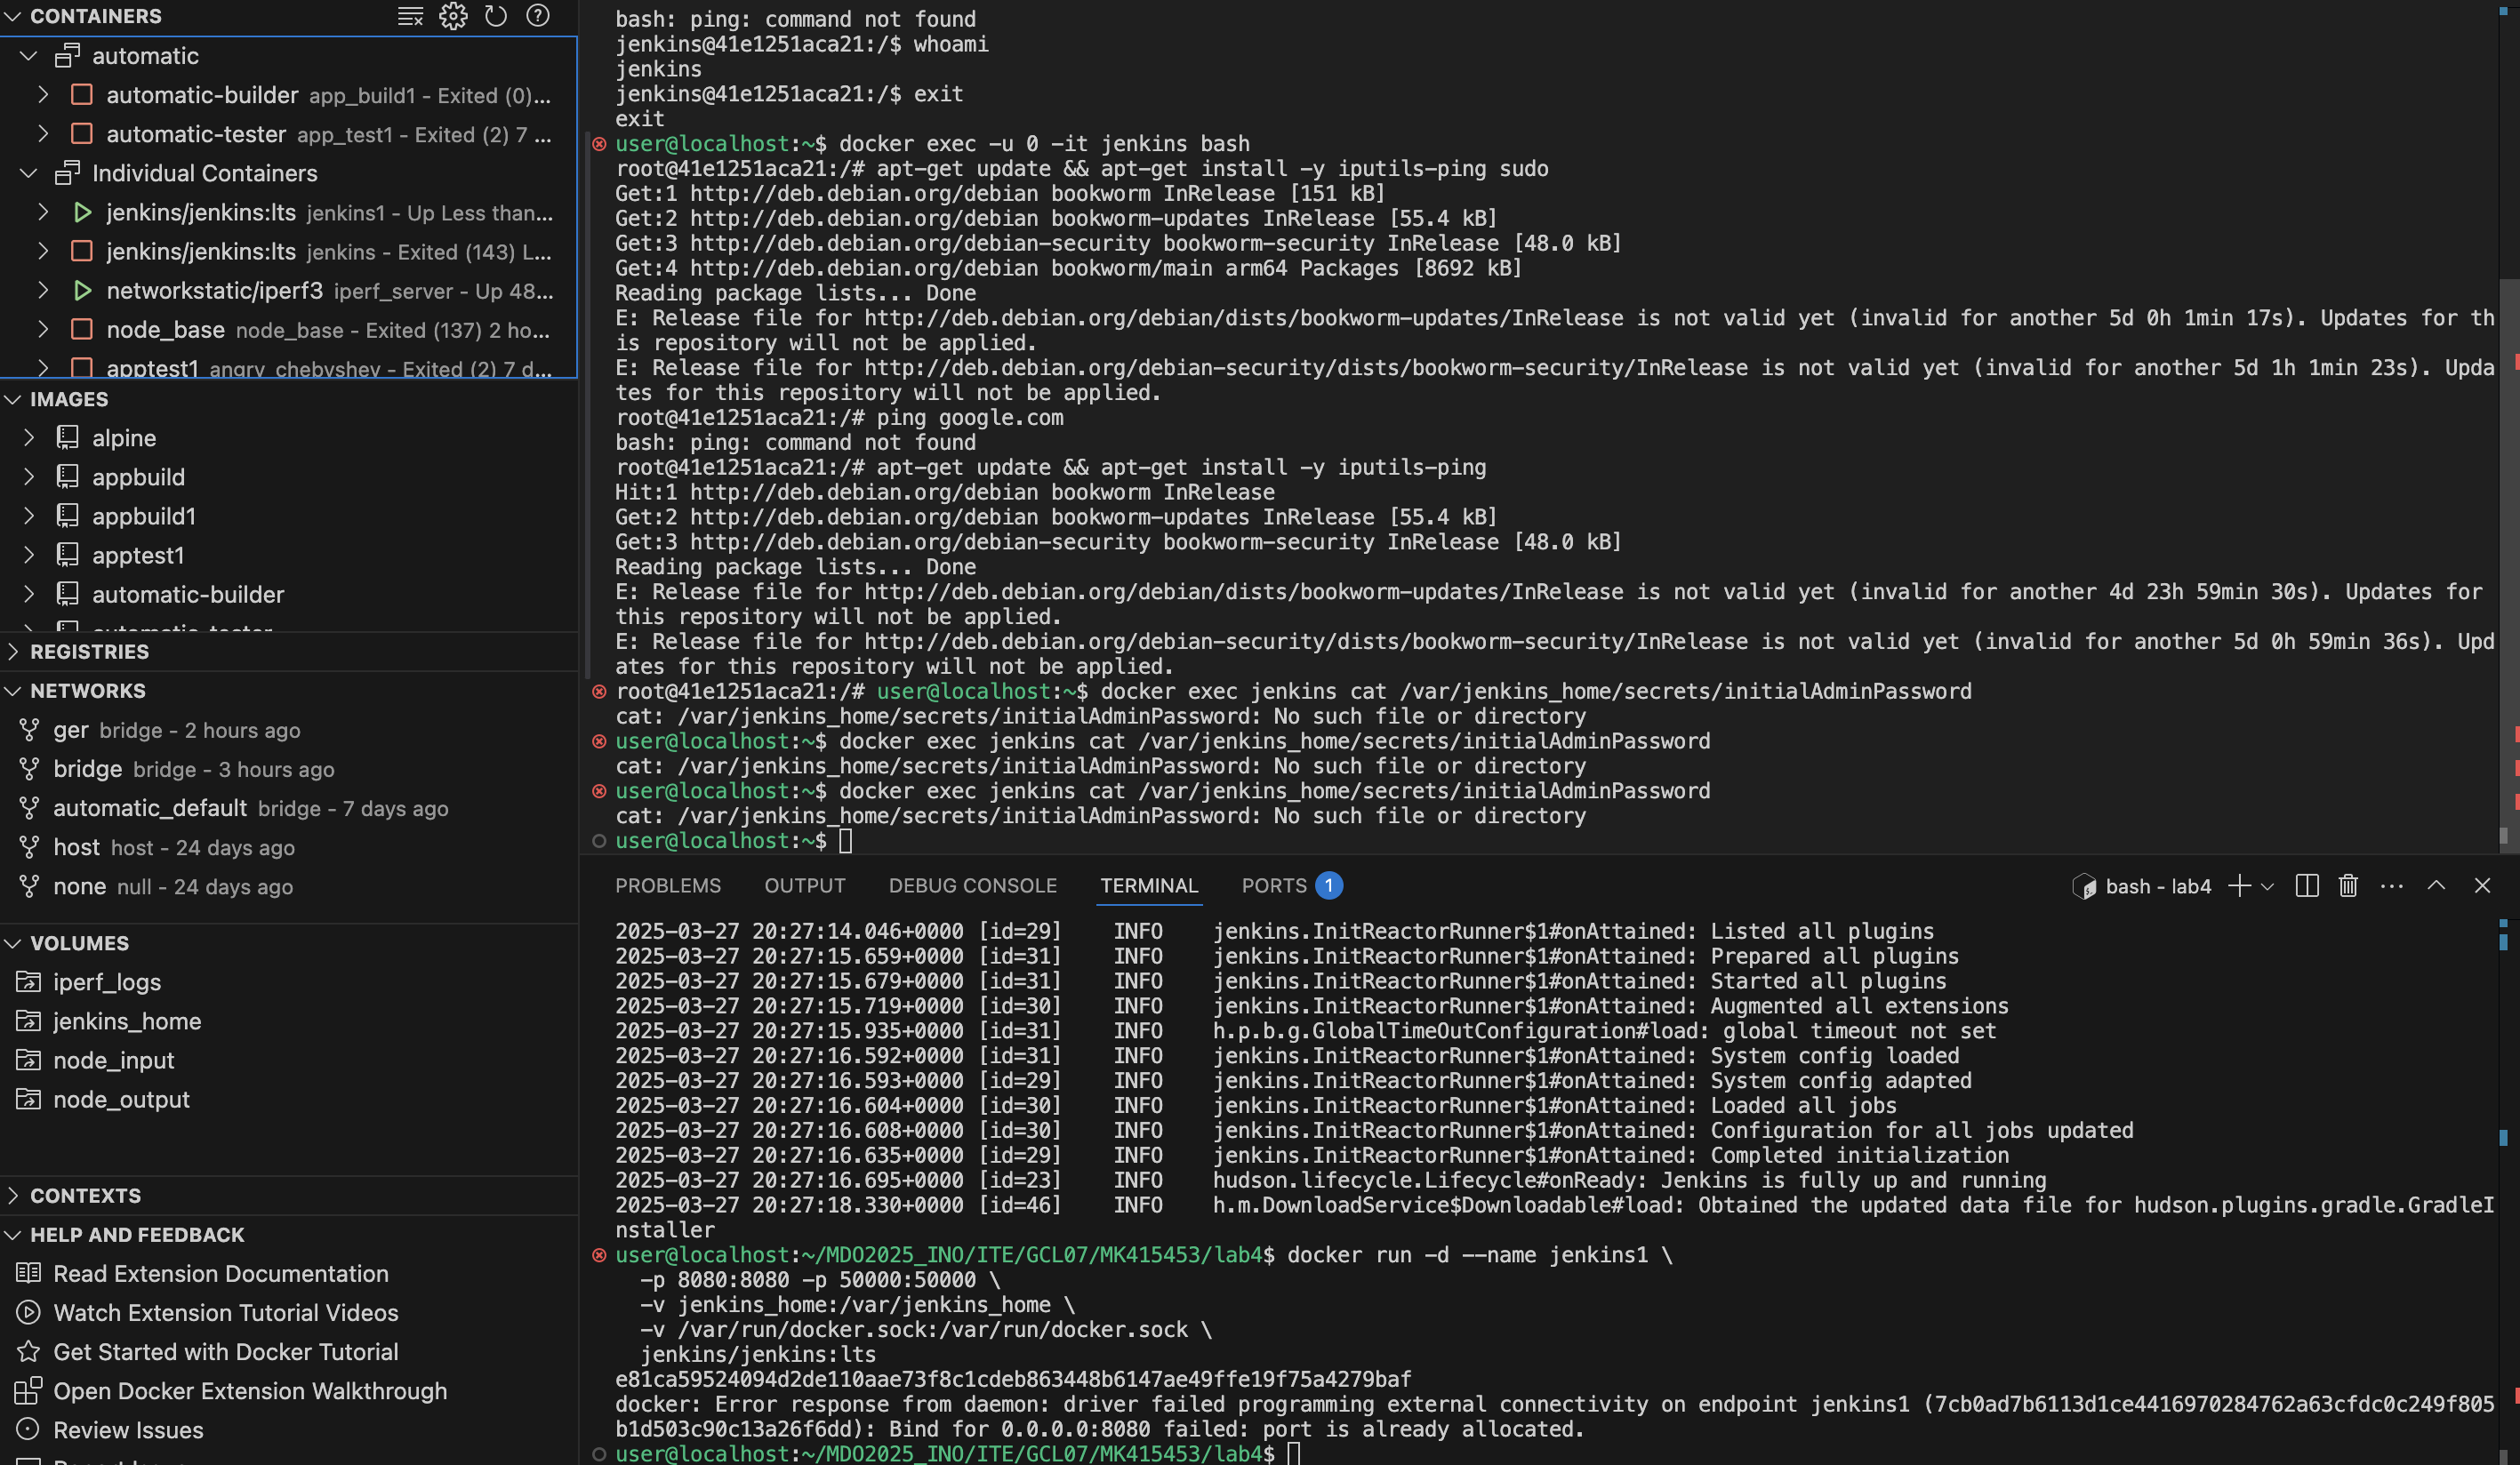 CONTAINERS
automatic
automatic-builder app_build1 - Exited (0)...
automatic-tester app_test1 - Exited (2) 7 ...
Individual Containers
jenkins/jenkins:lts jenkins1 - Up Less than...
jenkins/jenkins:lts jenkins - Exited (143) L...
networkstatic/iperf3 iperf_server - Up 48...
node_base node_base - Exited (137) 2 ho...
apptest1 angry_chebyshev - Exited (2) 7 d...
IMAGES
alpine
appbuild
appbuild1
apptest1
automatic-builder
automatic-tester
REGISTRIES
NETWORKS
ger bridge - 2 hours ago
bridge bridge - 3 hours ago
automatic_default bridge - 7 days ago
host host - 24 days ago
none null - 24 days ago
VOLUMES
iperf_logs
jenkins_home
node_input
node_output
CONTEXTS
HELP AND FEEDBACK
Read Extension Documentation
Watch Extension Tutorial Videos
Get Started with Docker Tutorial
Open Docker Extension Walkthrough
Review Issues
bash: ping: command not found
jenkins@41e1251aca21:/$ whoami
jenkins
jenkins@41e1251aca21:/$ exit
exit
user@localhost:~$ docker exec -u 0 -it jenkins bash
root@41e1251aca21:/# apt-get update && apt-get install -y iputils-ping sudo
Get:1 http://deb.debian.org/debian bookworm InRelease [151 kB]
Get:2 http://deb.debian.org/debian bookworm-updates InRelease [55.4 kB]
Get:3 http://deb.debian.org/debian-security bookworm-security InRelease [48.0 kB]
Get:4 http://deb.debian.org/debian bookworm/main arm64 Packages [8692 kB]
Reading package lists... Done
E: Release file for http://deb.debian.org/debian/dists/bookworm-updates/InRelease is not valid yet (invalid for another 5d 0h 1min 17s). Updates for th
is repository will not be applied.
E: Release file for http://deb.debian.org/debian-security/dists/bookworm-security/InRelease is not valid yet (invalid for another 5d 1h 1min 23s). Upda
tes for this repository will not be applied.
root@41e1251aca21:/# ping google.com
bash: ping: command not found
root@41e1251aca21:/# apt-get update && apt-get install -y iputils-ping
Hit:1 http://deb.debian.org/debian bookworm InRelease
Get:2 http://deb.debian.org/debian bookworm-updates InRelease [55.4 kB]
Get:3 http://deb.debian.org/debian-security bookworm-security InRelease [48.0 kB]
Reading package lists... Done
E: Release file for http://deb.debian.org/debian/dists/bookworm-updates/InRelease is not valid yet (invalid for another 4d 23h 59min 30s). Updates for
this repository will not be applied.
E: Release file for http://deb.debian.org/debian-security/dists/bookworm-security/InRelease is not valid yet (invalid for another 5d 0h 59min 36s). Upd
ates for this repository will not be applied.
root@41e1251aca21:/# user@localhost:~$ docker exec jenkins cat /var/jenkins_home/secrets/initialAdminPassword
cat: /var/jenkins_home/secrets/initialAdminPassword: No such file or directory
user@localhost:~$ docker exec jenkins cat /var/jenkins_home/secrets/initialAdminPassword
cat: /var/jenkins_home/secrets/initialAdminPassword: No such file or directory
user@localhost:~$ docker exec jenkins cat /var/jenkins_home/secrets/initialAdminPassword
cat: /var/jenkins_home/secrets/initialAdminPassword: No such file or directory
user@localhost:~$
PROBLEMS OUTPUT DEBUG CONSOLE TERMINAL PORTS 1 bash - lab4
2025-03-27 20:27:14.046+0000 [id=29] INFO jenkins.InitReactorRunner$1#onAttained: Listed all plugins
2025-03-27 20:27:15.659+0000 [id=31] INFO jenkins.InitReactorRunner$1#onAttained: Prepared all plugins
2025-03-27 20:27:15.679+0000 [id=31] INFO jenkins.InitReactorRunner$1#onAttained: Started all plugins
2025-03-27 20:27:15.719+0000 [id=30] INFO jenkins.InitReactorRunner$1#onAttained: Augmented all extensions
2025-03-27 20:27:15.935+0000 [id=31] INFO h.p.b.g.GlobalTimeOutConfiguration#load: global timeout not set
2025-03-27 20:27:16.592+0000 [id=31] INFO jenkins.InitReactorRunner$1#onAttained: System config loaded
2025-03-27 20:27:16.593+0000 [id=29] INFO jenkins.InitReactorRunner$1#onAttained: System config adapted
2025-03-27 20:27:16.604+0000 [id=30] INFO jenkins.InitReactorRunner$1#onAttained: Loaded all jobs
2025-03-27 20:27:16.608+0000 [id=30] INFO jenkins.InitReactorRunner$1#onAttained: Configuration for all jobs updated
2025-03-27 20:27:16.635+0000 [id=29] INFO jenkins.InitReactorRunner$1#onAttained: Completed initialization
2025-03-27 20:27:16.695+0000 [id=23] INFO hudson.lifecycle.Lifecycle#onReady: Jenkins is fully up and running
2025-03-27 20:27:18.330+0000 [id=46] INFO h.m.DownloadService$Downloadable#load: Obtained the updated data file for hudson.plugins.gradle.GradleI
nstaller
user@localhost:~/MDO2025_INO/ITE/GCL07/MK415453/lab4$ docker run -d --name jenkins1 \
-p 8080:8080 -p 50000:50000 \
-v jenkins_home:/var/jenkins_home \
-v /var/run/docker.sock:/var/run/docker.sock \
jenkins/jenkins:lts
e81ca59524094d2de110aae73f8c1cdeb863448b6147ae49ffe19f75a4279baf
docker: Error response from daemon: driver failed programming external connectivity on endpoint jenkins1 (7cb0ad7b6113d1ce4416970284762a63cfdc0c249f805
b1d503c90c13a26f6dd): Bind for 0.0.0.0:8080 failed: port is already allocated.
user@localhost:~/MDO2025_INO/ITE/GCL07/MK415453/lab4$